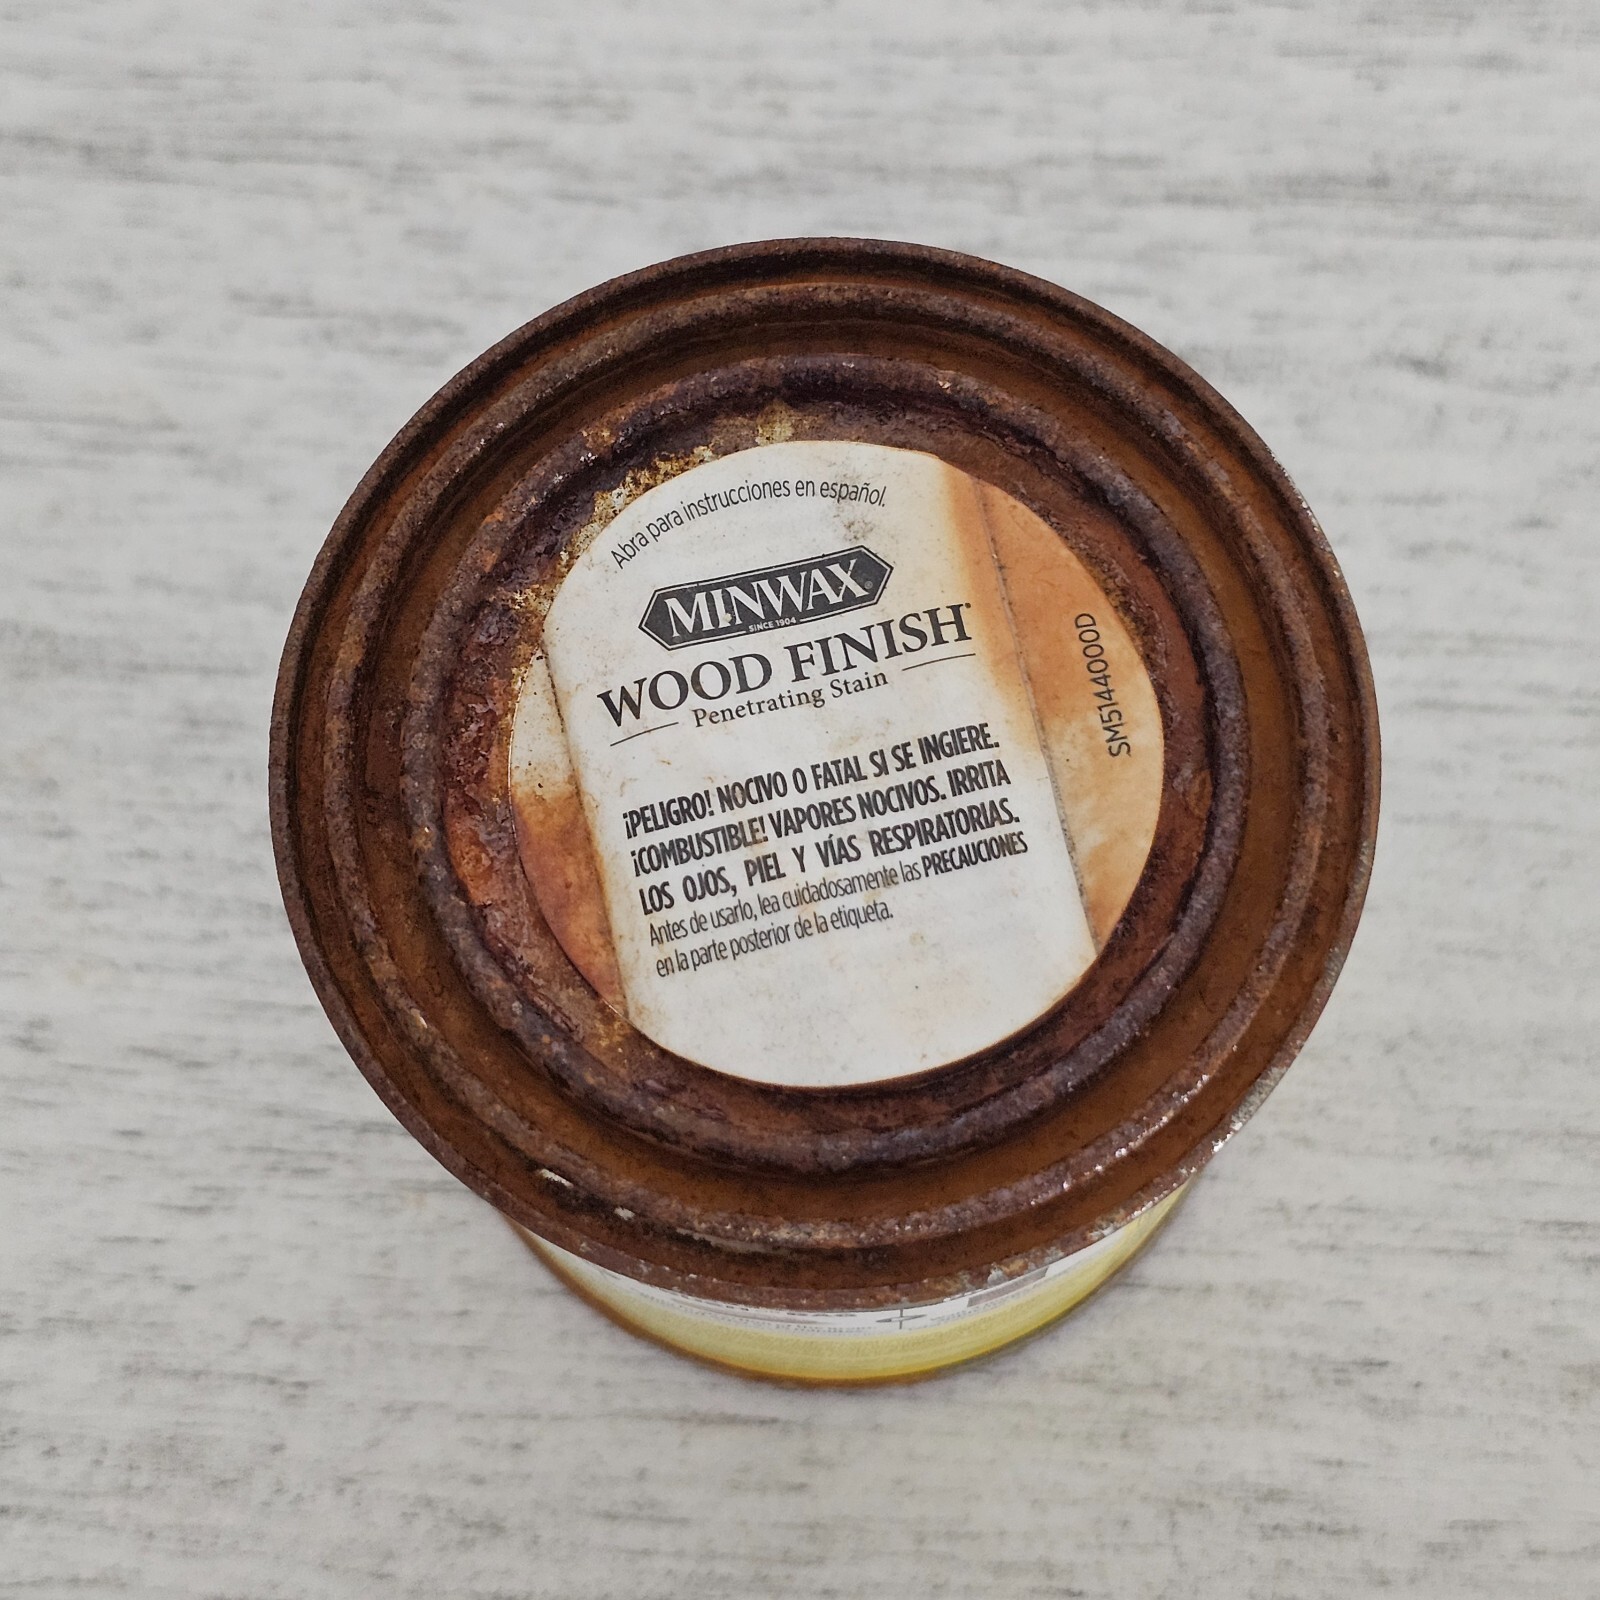 Abra para instrucciones en español.
MINWAX®
SINCE 1904
WOOD FINISH®
Penetrating Stain
¡PELIGRO! NOCIVO O FATAL SI SE INGIERE.
¡COMBUSTIBLE! VAPORES NOCIVOS. IRRITA
LOS OJOS, PIEL Y VÍAS RESPIRATORIAS.
Antes de usarlo, lea cuidadosamente las PRECAUCIONES
en la parte posterior de la etiqueta.
SM5144000D